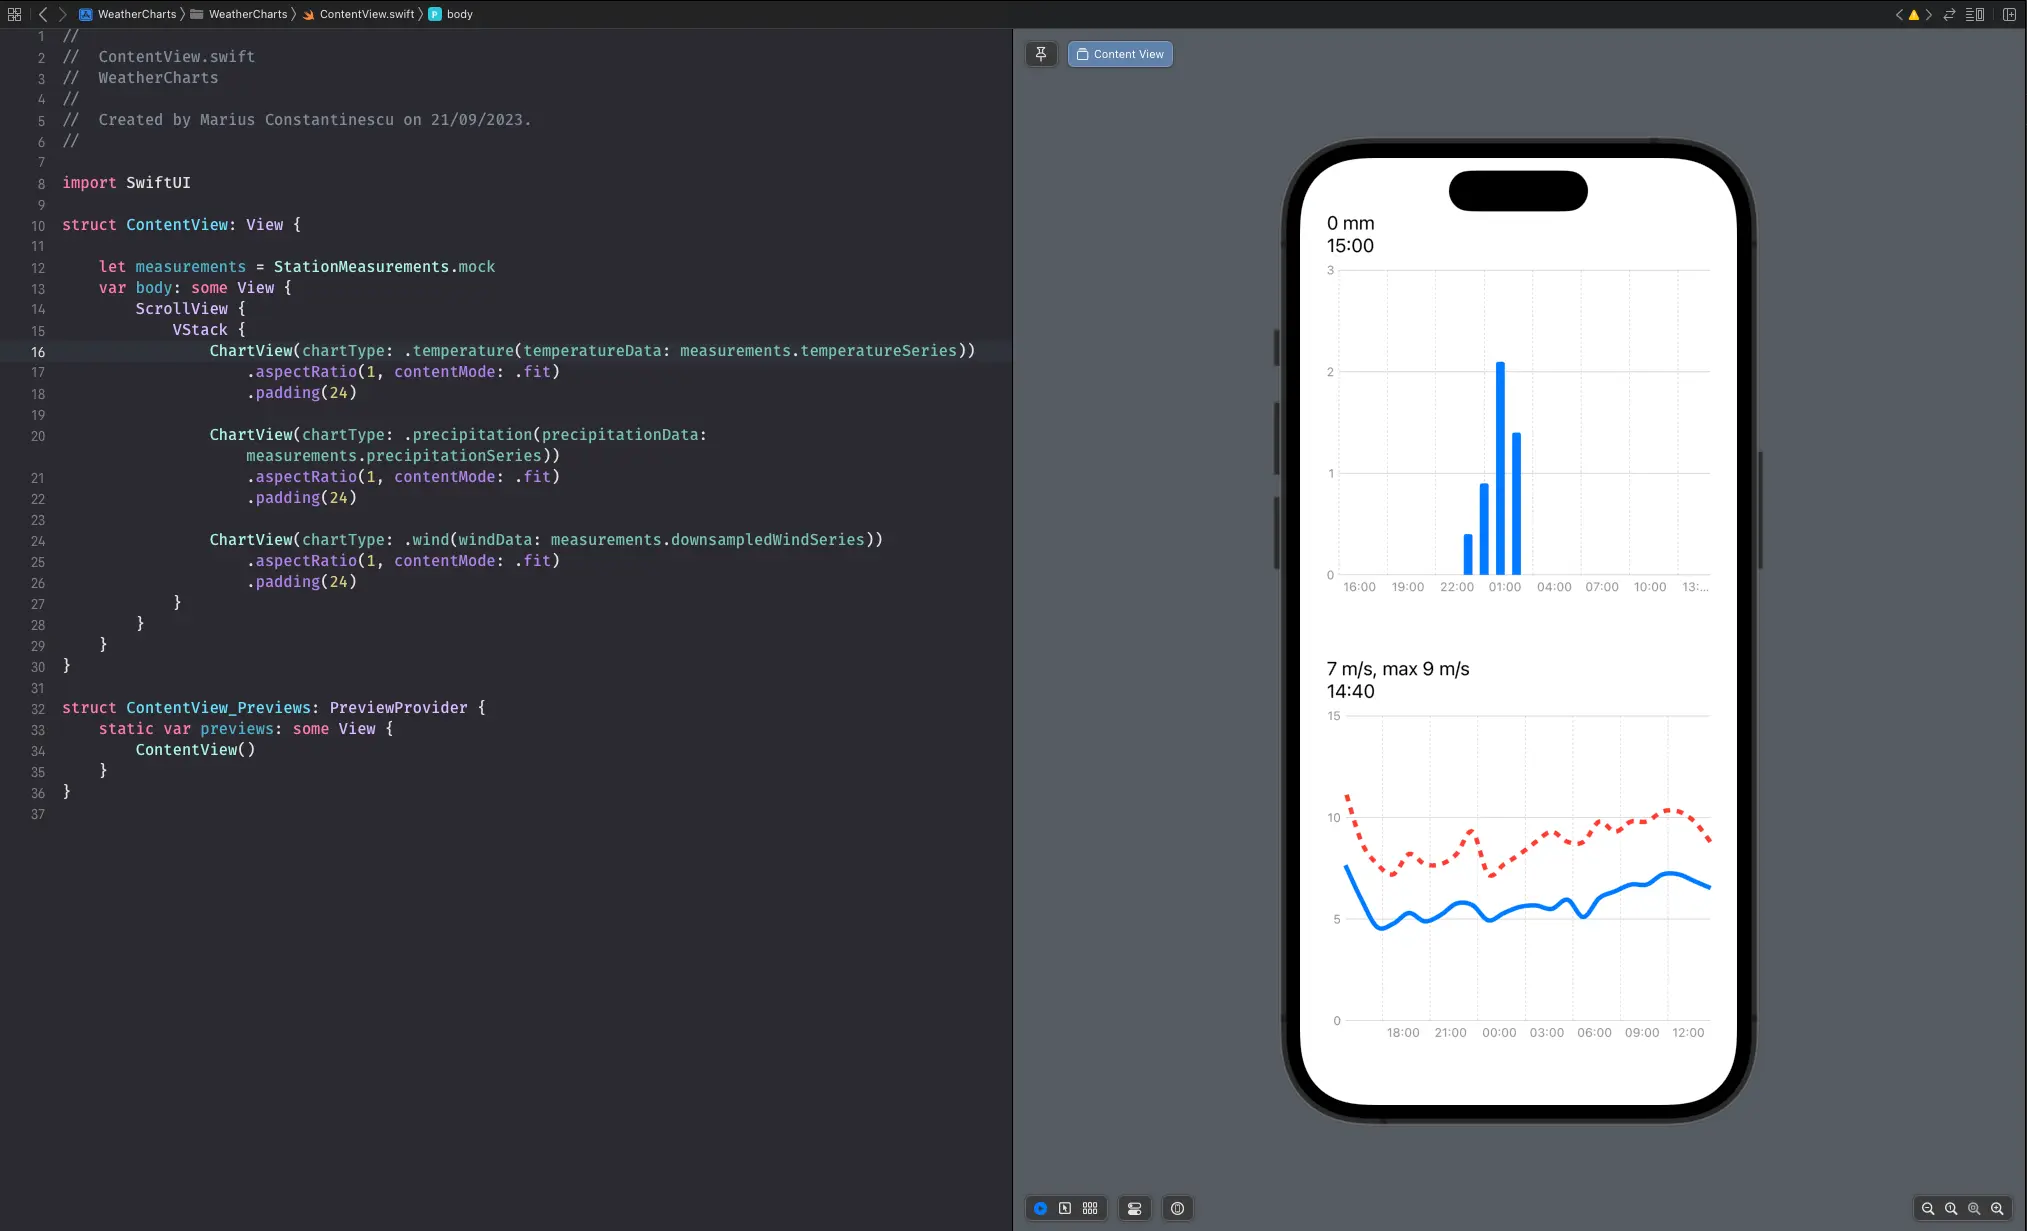 WeatherCharts WeatherCharts ContentView.swift P body
1 //
2 //  ContentView.swift
3 //  WeatherCharts
4 //
5 //  Created by Marius Constantinescu on 21/09/2023.
6 //
7
8 import SwiftUI
9
10 struct ContentView: View {
11
12     let measurements = StationMeasurements.mock
13     var body: some View {
14         ScrollView {
15             VStack {
16                 ChartView(chartType: .temperature(temperatureData: measurements.temperatureSeries))
17                     .aspectRatio(1, contentMode: .fit)
18                     .padding(24)
19
20                 ChartView(chartType: .precipitation(precipitationData:
                    measurements.precipitationSeries))
21                     .aspectRatio(1, contentMode: .fit)
22                     .padding(24)
23
24                 ChartView(chartType: .wind(windData: measurements.downsampledWindSeries))
25                     .aspectRatio(1, contentMode: .fit)
26                     .padding(24)
27             }
28         }
29     }
30 }
31
32 struct ContentView_Previews: PreviewProvider {
33     static var previews: some View {
34         ContentView()
35     }
36 }
37
Content View
0 mm
15:00
3
2
1
0
16:00 19:00 22:00 01:00 04:00 07:00 10:00 13:...
7 m/s, max 9 m/s
14:40
15
10
5
0
18:00 21:00 00:00 03:00 06:00 09:00 12:00